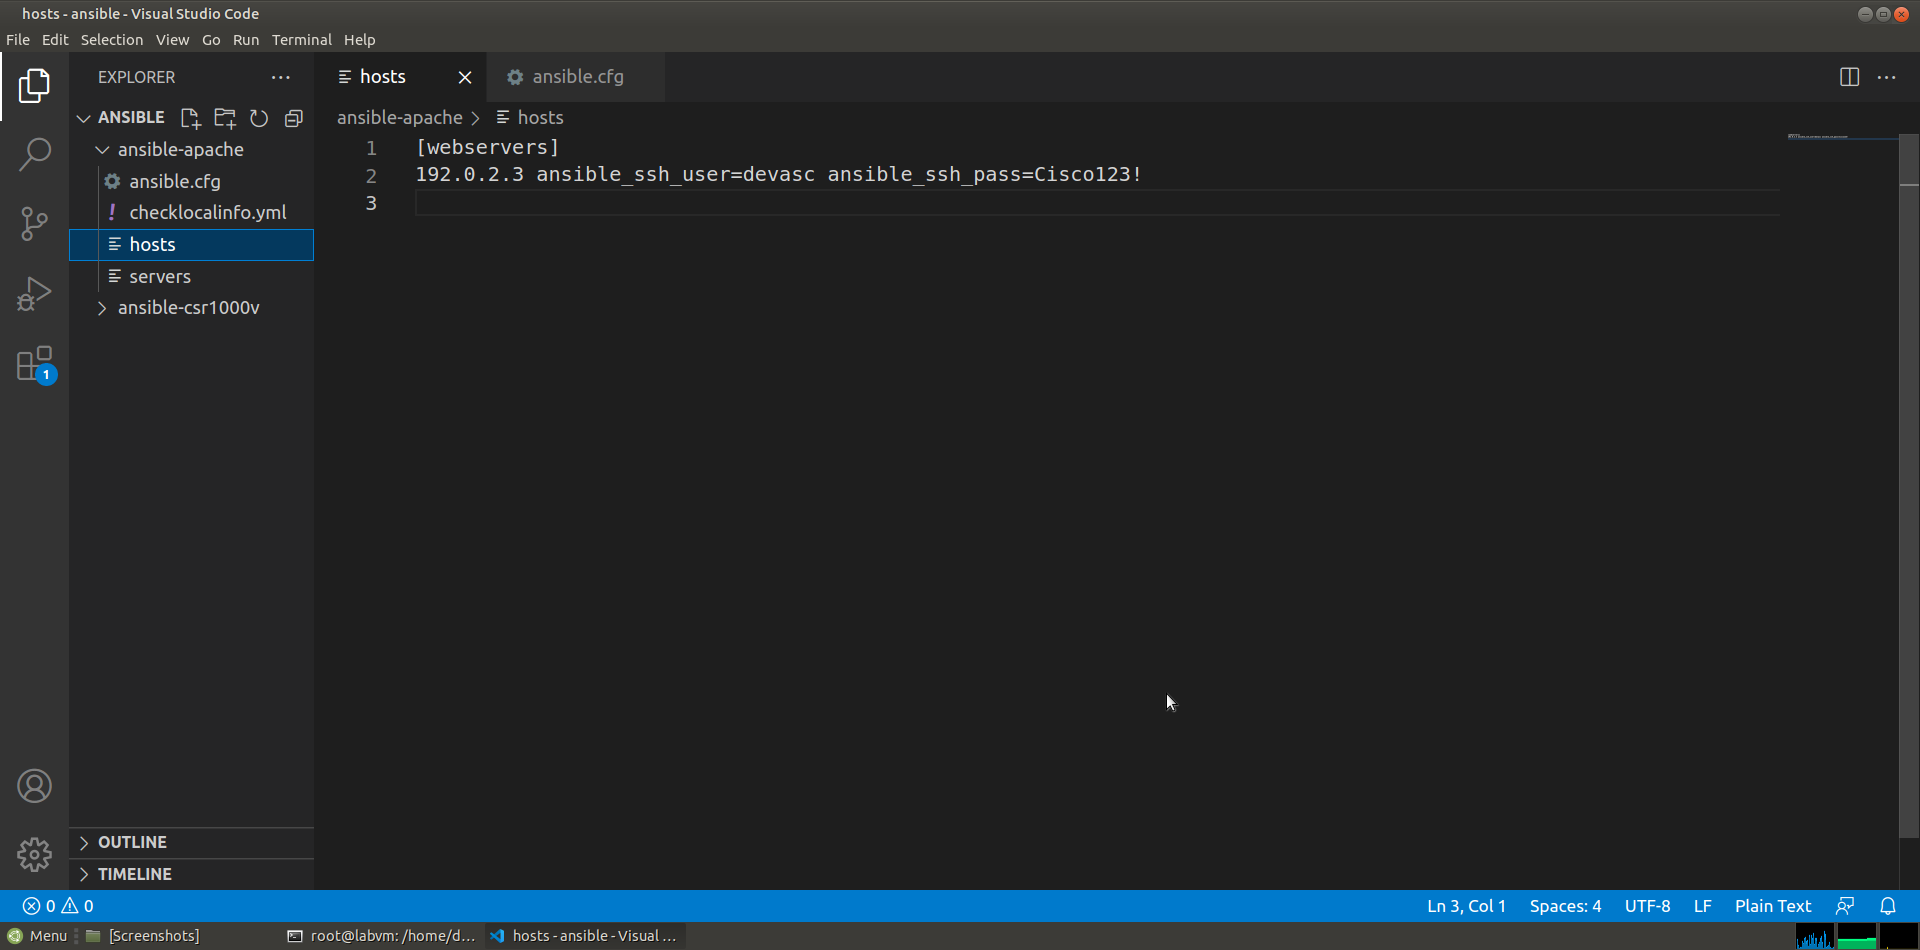 hosts - ansible - Visual Studio Code
File Edit Selection View Go Run Terminal Help
EXPLORER
hosts
ansible.cfg
ANSIBLE
ansible-apache
ansible.cfg
checklocalinfo.yml
hosts
servers
ansible-csr1000v
OUTLINE
TIMELINE
1
ansible-apache > hosts
1 [webservers]
2 192.0.2.3 ansible_ssh_user=devasc ansible_ssh_pass=Cisco123!
3
0 0
Ln 3, Col 1 Spaces: 4 UTF-8 LF Plain Text
Menu [Screenshots] root@labvm: /home/d... hosts - ansible - Visual ...